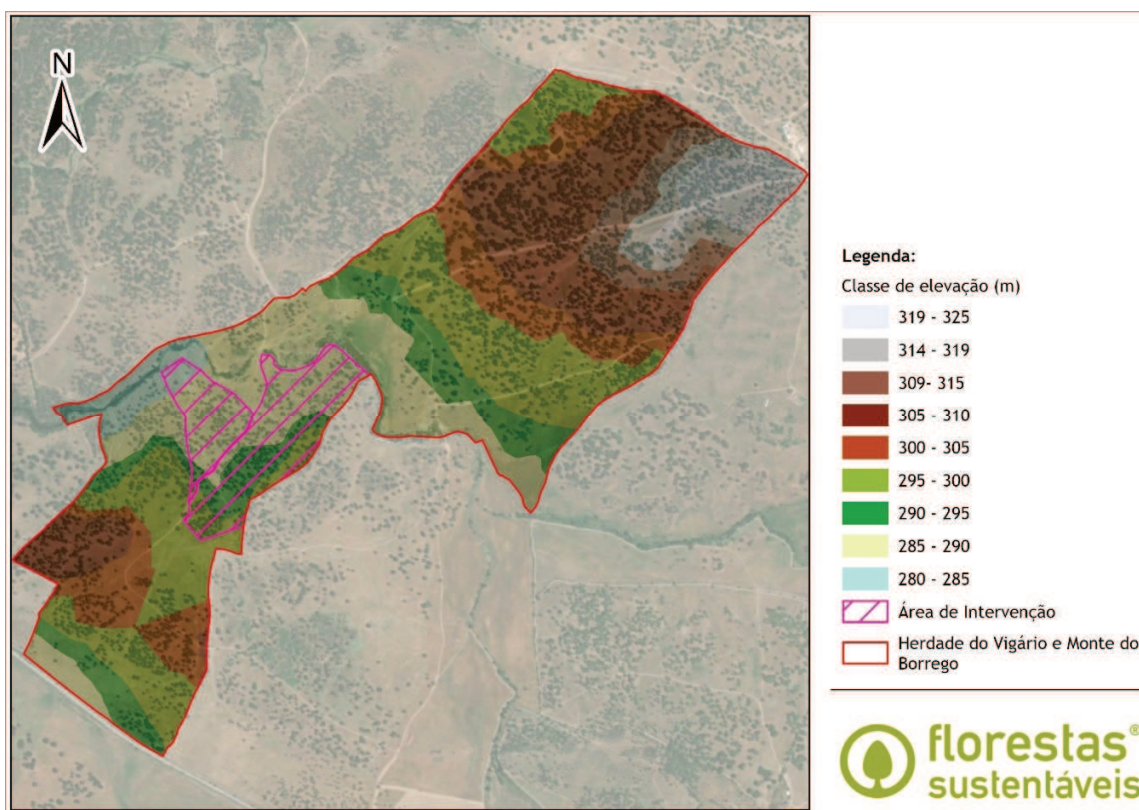 N
Legenda:
Classe de elevação (m)
319 - 325
314 - 319
309- 315
305 - 310
300 - 305
295 - 300
290 - 295
285 - 290
280 - 285
Área de Intervenção
Herdade do Vigário e Monte do
Borrego
florestas®
sustentáveis